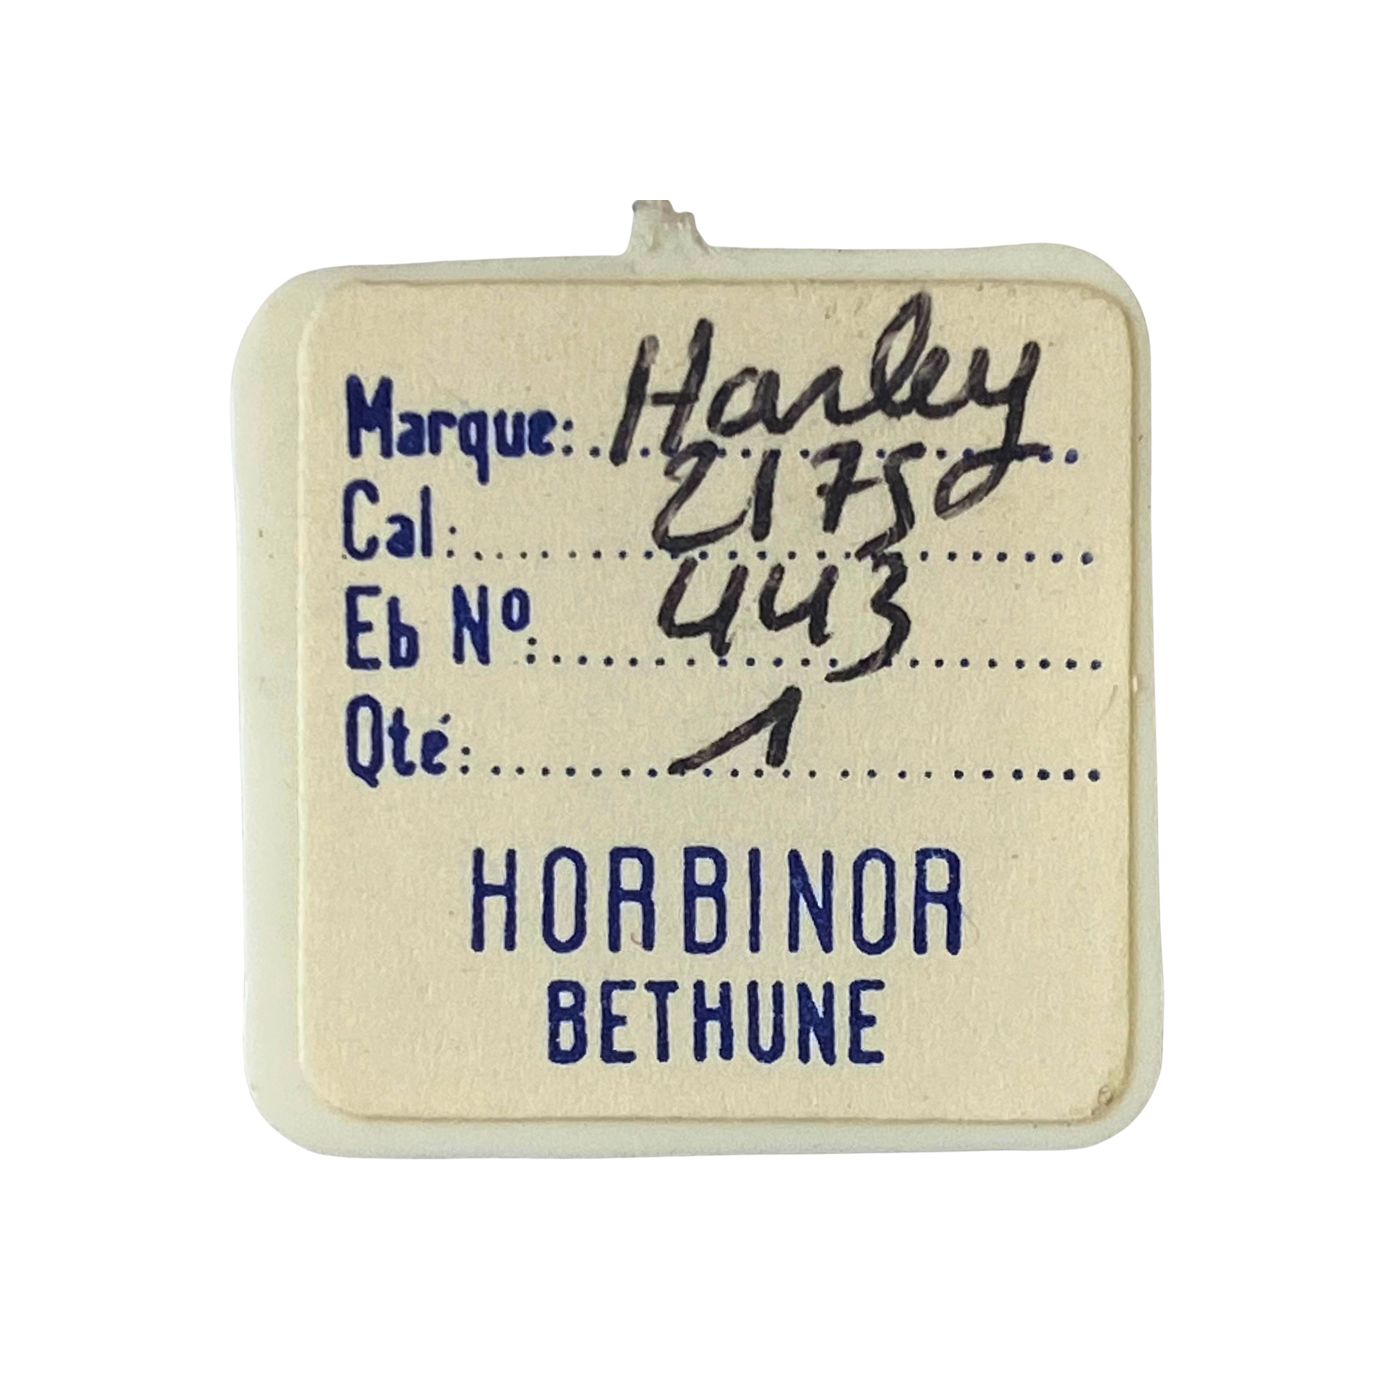 Marque: Harley
Cal: 2175
Eb Nº: 443
Qté: 1
HORBINOR
BETHUNE